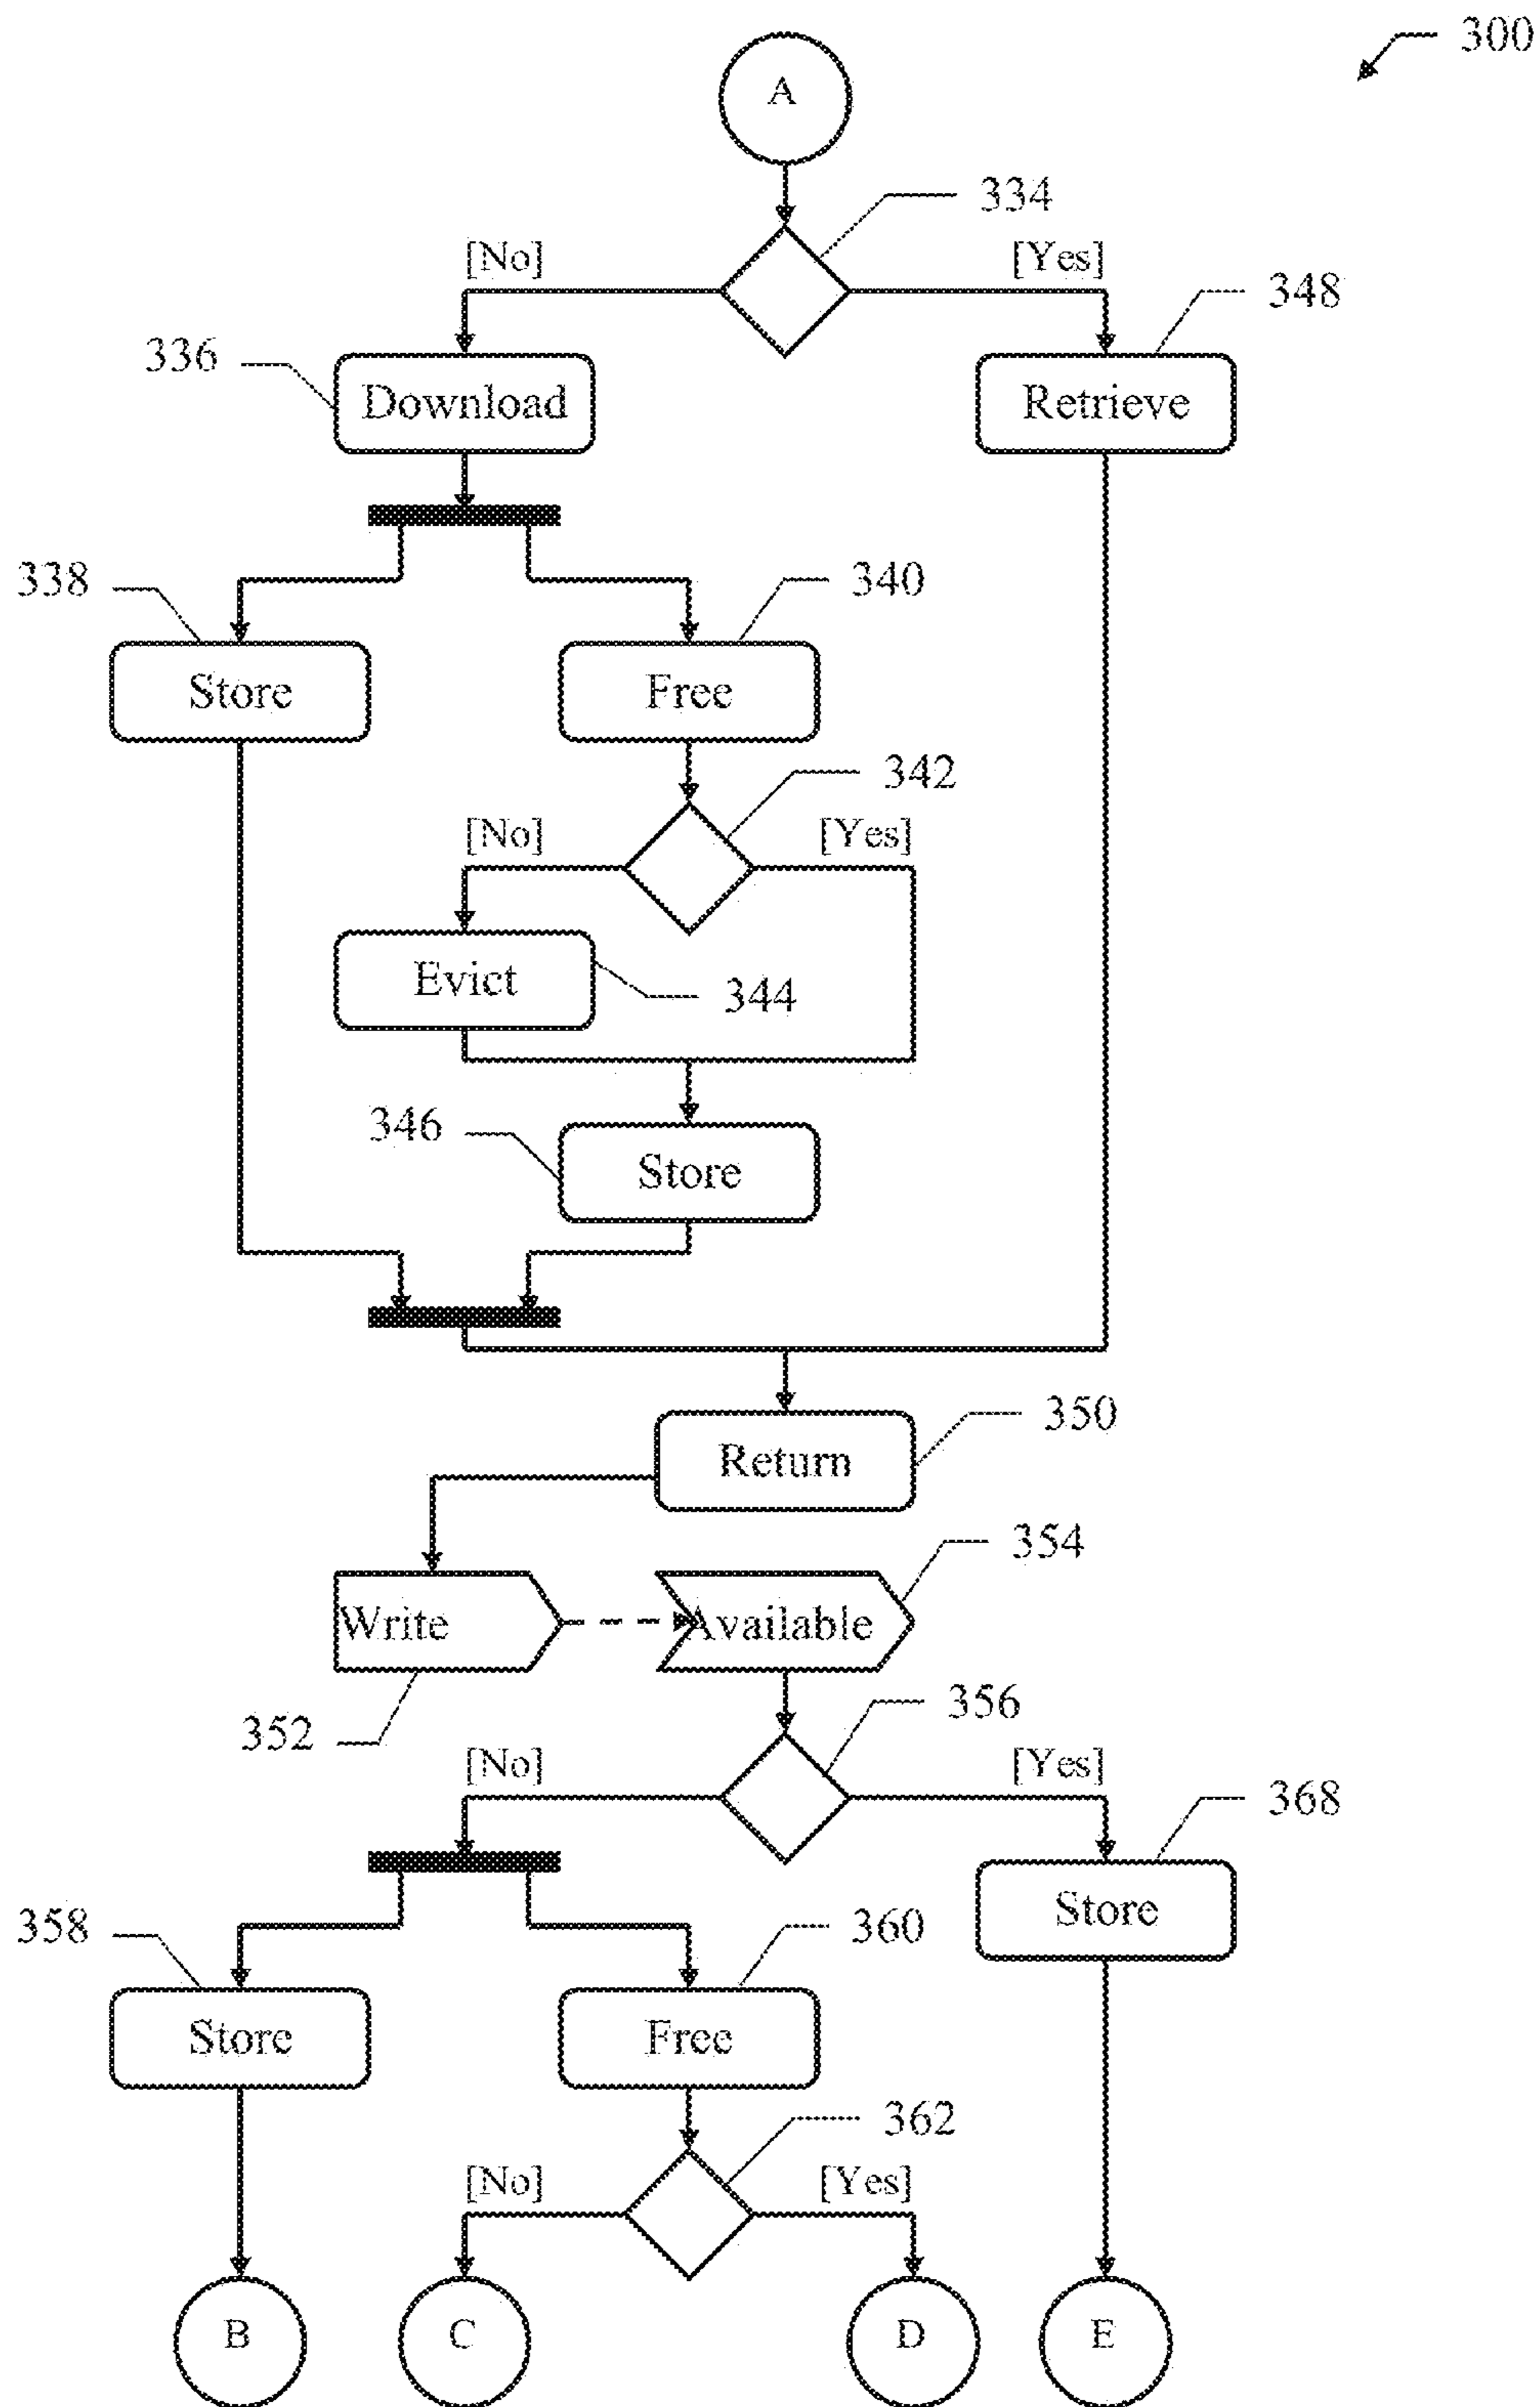 300
A
334
[No]
[Yes]
348
336
Download
Retrieve
338
340
Store
Free
342
[No]
[Yes]
Evict
344
346
Store
350
Return
354
Write
Available
352
356
[No]
[Yes]
368
Store
358
360
Store
Free
362
[No]
[Yes]
B
C
D
E